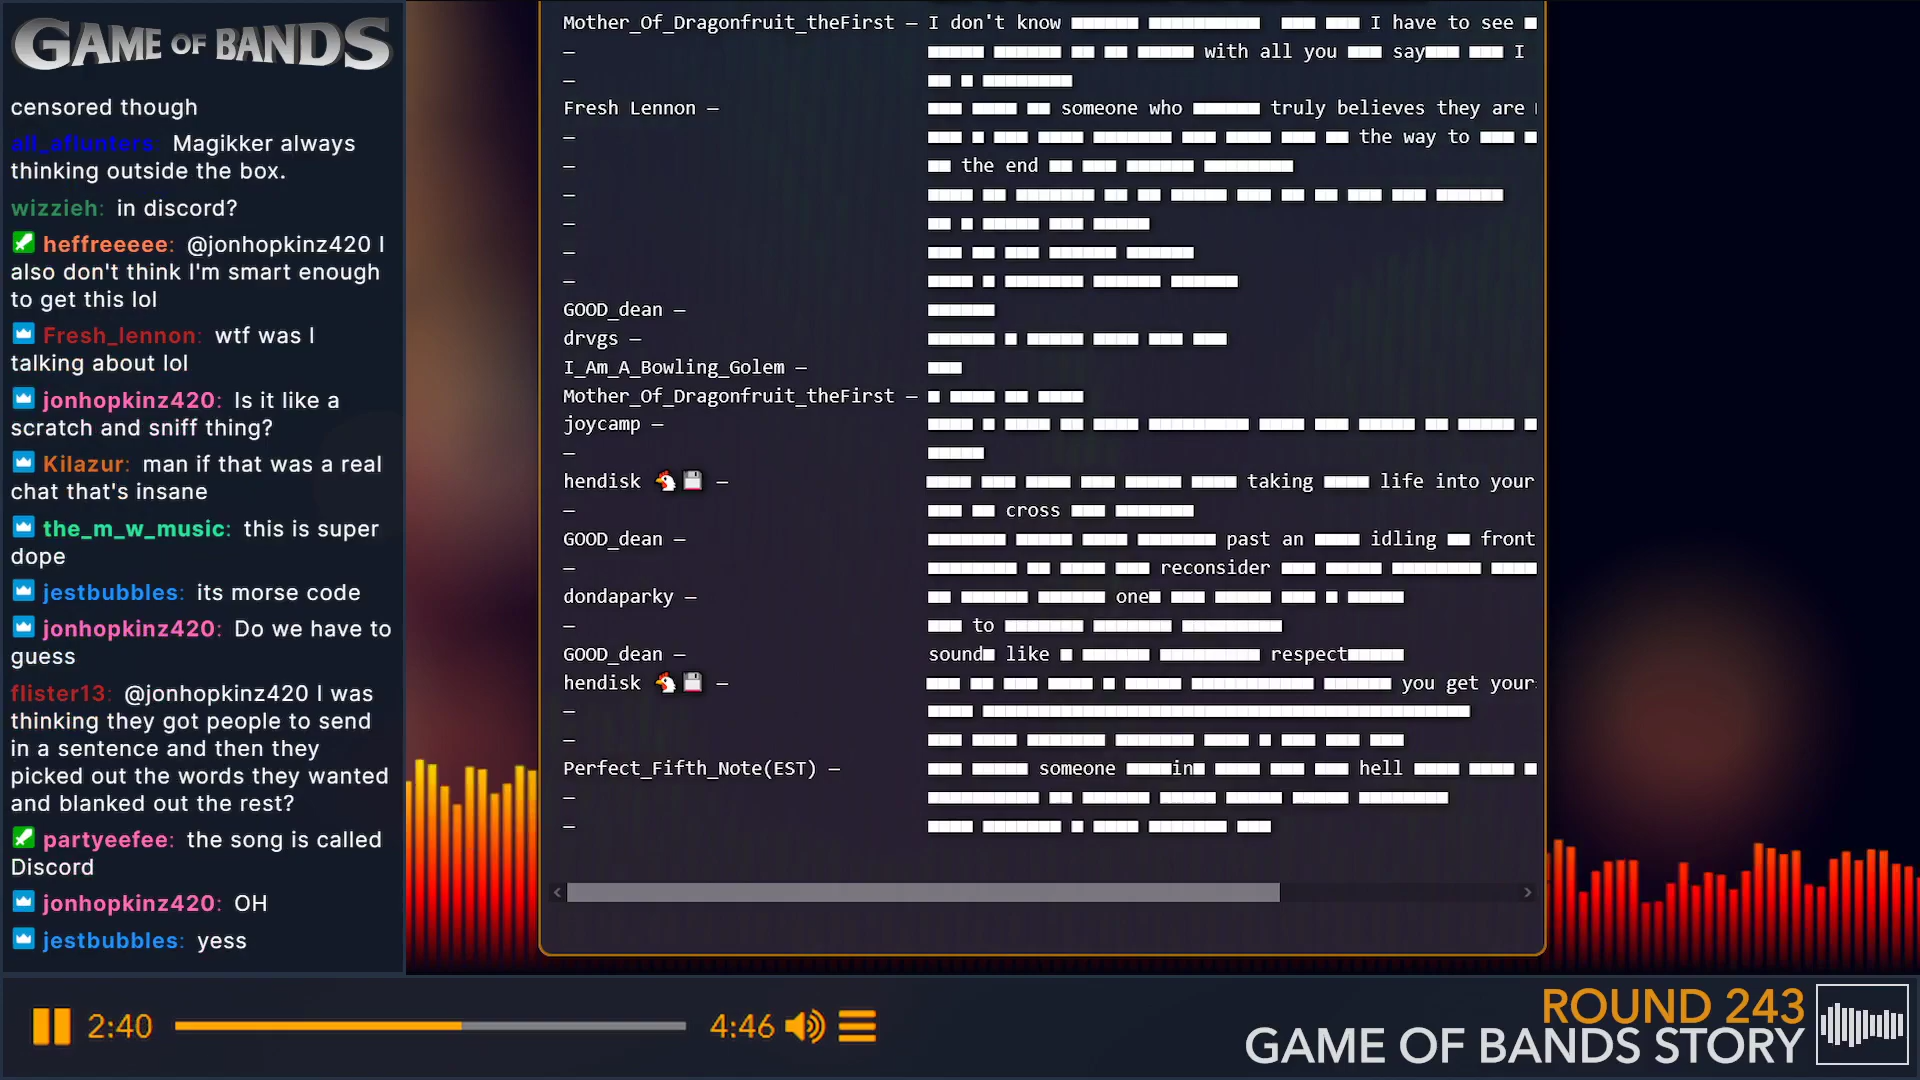 GAME OF BANDS
censored though
all_aflunters: Magikker always
thinking outside the box.
wizzieh: in discord?
heffreeeee: @jonhopkinz420 I
also don't think I'm smart enough
to get this lol
Fresh_lennon: wtf was I
talking about lol
jonhopkinz420: Is it like a
scratch and sniff thing?
Kilazur: man if that was a real
chat that's insane
the_m_w_music: this is super
dope
jestbubbles: its morse code
jonhopkinz420: Do we have to
guess
flister13: @jonhopkinz420 I was
thinking they got people to send
in a sentence and then they
picked out the words they wanted
and blanked out the rest?
partyeefee: the song is called
Discord
jonhopkinz420: OH
jestbubbles: yess
Mother_Of_Dragonfruit_theFirst — I don't know ■■■■■■ ■■■■■■■■■■ ■■■ ■■■ I have to see ■
— ■■■■■ ■■■■■■ ■■ ■■ ■■■■■ with all you ■■■ say■■■ ■■■ I
— ■■ ■ ■■■■■■■■
Fresh Lennon — ■■■ ■■■■ ■■ someone who ■■■■■■ truly believes they are
— ■■■ ■ ■■■ ■■■■ ■■■■■■■ ■■■ ■■■■ ■■■ ■■ the way to ■■■ ■
— ■■ the end ■■ ■■■ ■■■■■■ ■■■■■■■■
— ■■■■ ■■ ■■■■■■■ ■■ ■■ ■■■■■ ■■■ ■■ ■■ ■■■ ■■■ ■■■■■■
— ■■ ■ ■■■■■ ■■■ ■■■■■
— ■■■ ■■ ■■■ ■■■■■■ ■■■■■■
— ■■■■ ■ ■■■■■■■ ■■■■■■ ■■■■■■
GOOD_dean — ■■■■■■
drvgs — ■■■■■■ ■ ■■■■■ ■■■■ ■■■ ■■■
I_Am_A_Bowling_Golem — ■■■
Mother_Of_Dragonfruit_theFirst — ■ ■■■■ ■■ ■■■■
joycamp — ■■■■ ■ ■■■■ ■■ ■■■■ ■■■■■■■■■ ■■■■ ■■■ ■■■■■ ■■ ■■■■■ ■
— ■■■■■
hendisk 🐔💾 — ■■■■ ■■■ ■■■■ ■■■ ■■■■■ ■■■■ taking ■■■■ life into your
— ■■■ ■■ cross ■■■ ■■■■■■■
GOOD_dean — ■■■■■■■ ■■■■■ ■■■■ ■■■■■■■ past an ■■■■ idling ■■ front
— ■■■■■■■■ ■■ ■■■■ ■■■ reconsider ■■■ ■■■■■ ■■■■■■■■ ■■■■
dondaparky — ■■ ■■■■■■ ■■■■■■ one■ ■■■ ■■■■■ ■■■ ■ ■■■■■
— ■■■ to ■■■■■■■ ■■■■■■■ ■■■■■■■■■
GOOD_dean — sound■ like ■ ■■■■■■ ■■■■■■■■■ respect■■■■■
hendisk 🐔💾 — ■■■ ■■ ■■■ ■■■■ ■ ■■■■■ ■■■■■■■■■■■ ■■■■■■ you get your
— ■■■■ ■■■■■■■■■■■■■■■■■■■■■■■■■■■■■■■■■■■■■■■■■■■■
— ■■■ ■■■■ ■■■■■■■ ■■■■■■■ ■■■■ ■ ■■■ ■■■ ■■■
Perfect_Fifth_Note(EST) — ■■■ ■■■■■ someone ■■■■in■ ■■■■ ■■■ ■■■ hell ■■■■ ■■■■ ■
— ■■■■■■■■■■ ■■ ■■■■■■ ■■■■■ ■■■■■ ■■■■■ ■■■■■■■■
— ■■■■ ■■■■■■■ ■ ■■■■ ■■■■■■■ ■■■
2:40 4:46
ROUND 243
GAME OF BANDS STORY